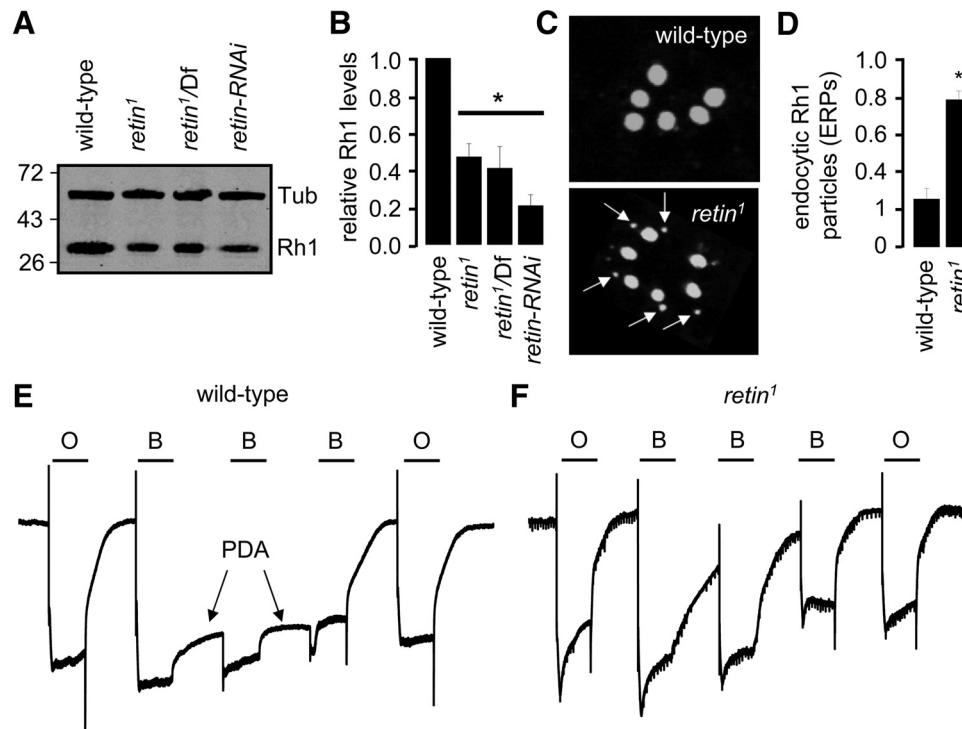 A
wild-type
retin1
retin1/Df
retin-RNAi
72
43
26
Tub
Rh1
B
relative Rh1 levels
1.0
0.8
0.6
0.4
0.2
0.0
*
wild-type
retin1
retin1/Df
retin-RNAi
C
wild-type
retin1
D
endocytic Rh1
particles (ERPs)
1.0
0.8
0.6
0.4
1
0
*
wild-type
retin1
E
wild-type
O
B
B
B
O
PDA
F
retin1
O
B
B
B
O